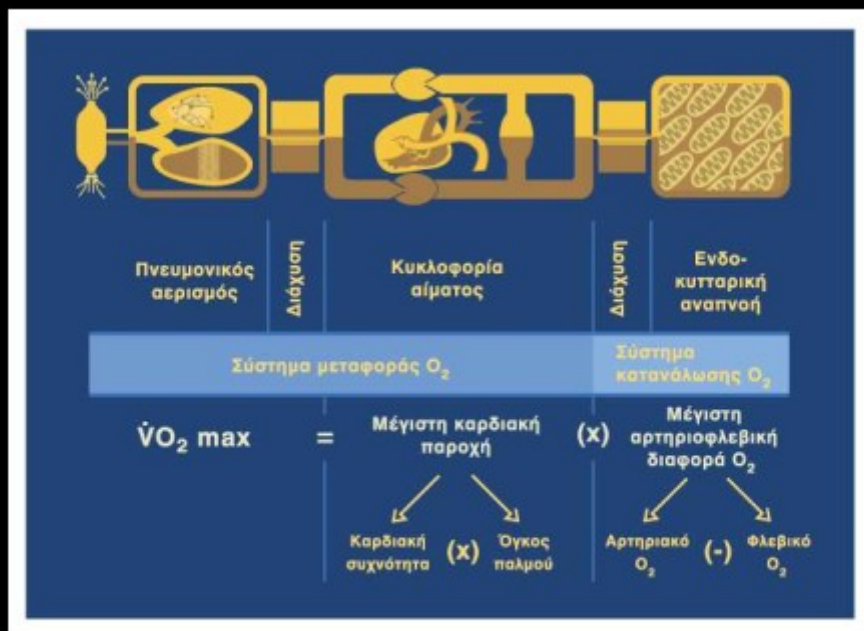 Πνευμονικός
αερισμός
Διάχυση
Κυκλοφορία
αίματος
Διάχυση
Ενδο-
κυτταρική
αναπνοή
Σύστημα μεταφοράς O₂
Σύστημα
κατανάλωσης O₂
V̇O₂ max
=
Μέγιστη καρδιακή
παροχή
(x)
Μέγιστη
αρτηριοφλεβική
διαφορά O₂
Καρδιακή
συχνότητα
(x)
Όγκος
παλμού
Αρτηριακό
O₂
(-)
Φλεβικό
O₂